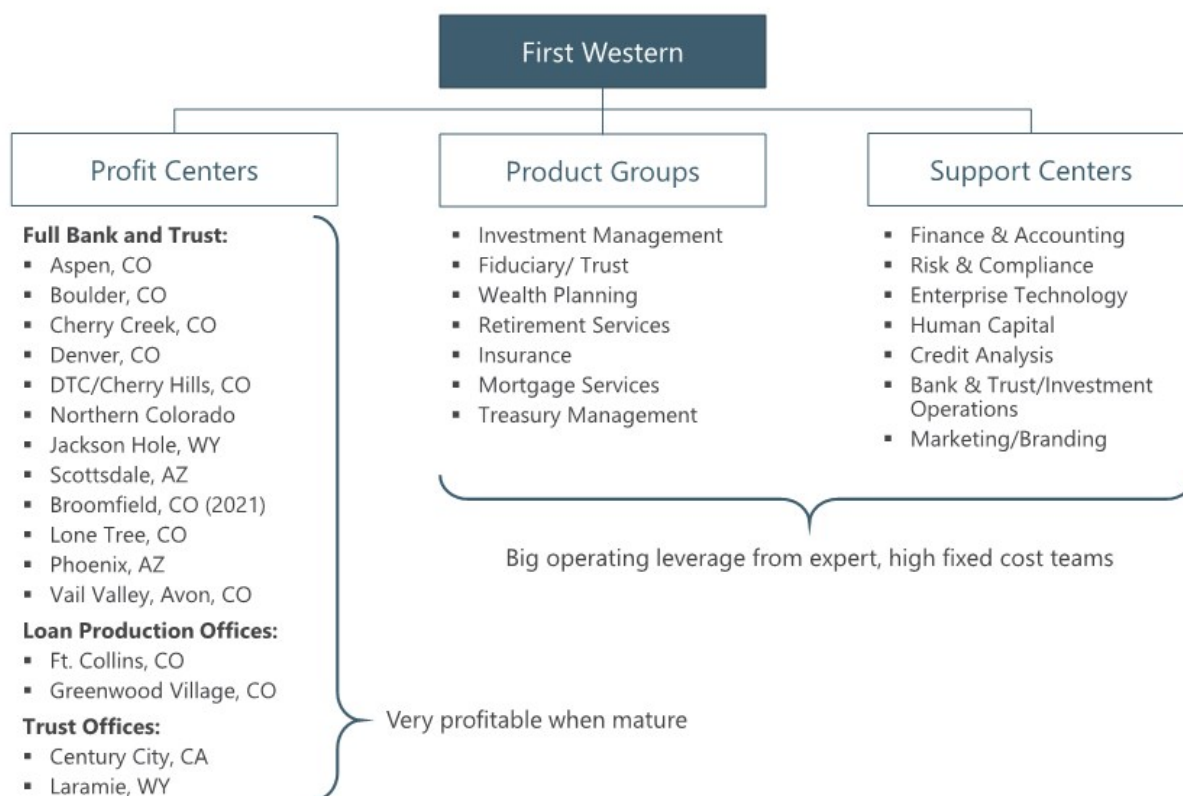 First Western
Profit Centers
Full Bank and Trust:
▪ Aspen, CO
▪ Boulder, CO
▪ Cherry Creek, CO
▪ Denver, CO
▪ DTC/Cherry Hills, CO
▪ Northern Colorado
▪ Jackson Hole, WY
▪ Scottsdale, AZ
▪ Broomfield, CO (2021)
▪ Lone Tree, CO
▪ Phoenix, AZ
▪ Vail Valley, Avon, CO
Loan Production Offices:
▪ Ft. Collins, CO
▪ Greenwood Village, CO
Trust Offices:
▪ Century City, CA
▪ Laramie, WY
Very profitable when mature
Product Groups
▪ Investment Management
▪ Fiduciary/ Trust
▪ Wealth Planning
▪ Retirement Services
▪ Insurance
▪ Mortgage Services
▪ Treasury Management
Support Centers
▪ Finance & Accounting
▪ Risk & Compliance
▪ Enterprise Technology
▪ Human Capital
▪ Credit Analysis
▪ Bank & Trust/Investment
Operations
▪ Marketing/Branding
Big operating leverage from expert, high fixed cost teams